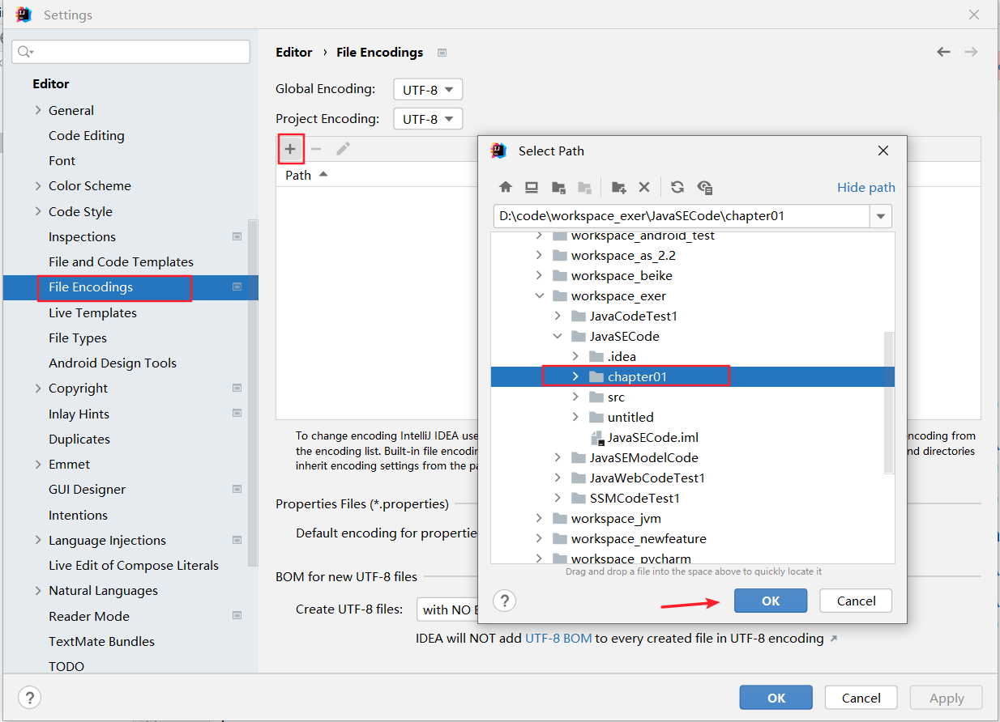 Settings
Editor › File Encodings
Editor
General
Code Editing
Font
Color Scheme
Code Style
Inspections
File and Code Templates
File Encodings
Live Templates
File Types
Android Design Tools
Copyright
Inlay Hints
Duplicates
Emmet
GUI Designer
Intentions
Language Injections
Live Edit of Compose Literals
Natural Languages
Reader Mode
TextMate Bundles
TODO
Global Encoding: UTF-8
Project Encoding: UTF-8
Path
To change encoding IntelliJ IDEA use
ncoding from
the encoding list. Built-in file encodin
nd directories
inherit encoding settings from the pa
Properties Files (*.properties)
Default encoding for propertie
BOM for new UTF-8 files
Create UTF-8 files: with NO
IDEA will NOT add UTF-8 BOM to every created file in UTF-8 encoding
Select Path
Hide path
D:\code\workspace_exer\JavaSECode\chapter01
workspace_android_test
workspace_as_2.2
workspace_beike
workspace_exer
JavaCodeTest1
JavaSECode
.idea
chapter01
src
untitled
JavaSECode.iml
JavaSEModelCode
JavaWebCodeTest1
SSMCodeTest1
workspace_jvm
workspace_newfeature
workspace_pycharm
Drag and drop a file into the space above to quickly locate it
? OK Cancel
? OK Cancel Apply